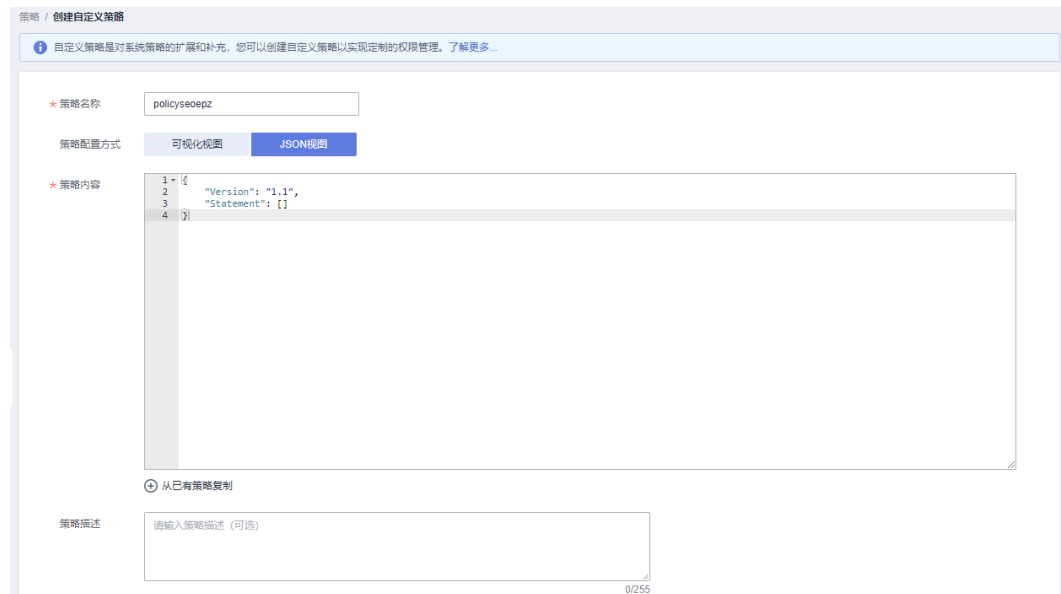 策略 / 创建自定义策略
自定义策略是对系统策略的扩展和补充，您可以创建自定义策略以实现定制的权限管理。了解更多...
* 策略名称 policyseoepz
策略配置方式 可视化视图 JSON视图
* 策略内容
1 {
2 "Version": "1.1",
3 "Statement": []
4 }
从已有策略复制
策略描述 请输入策略描述（可选）
0/255